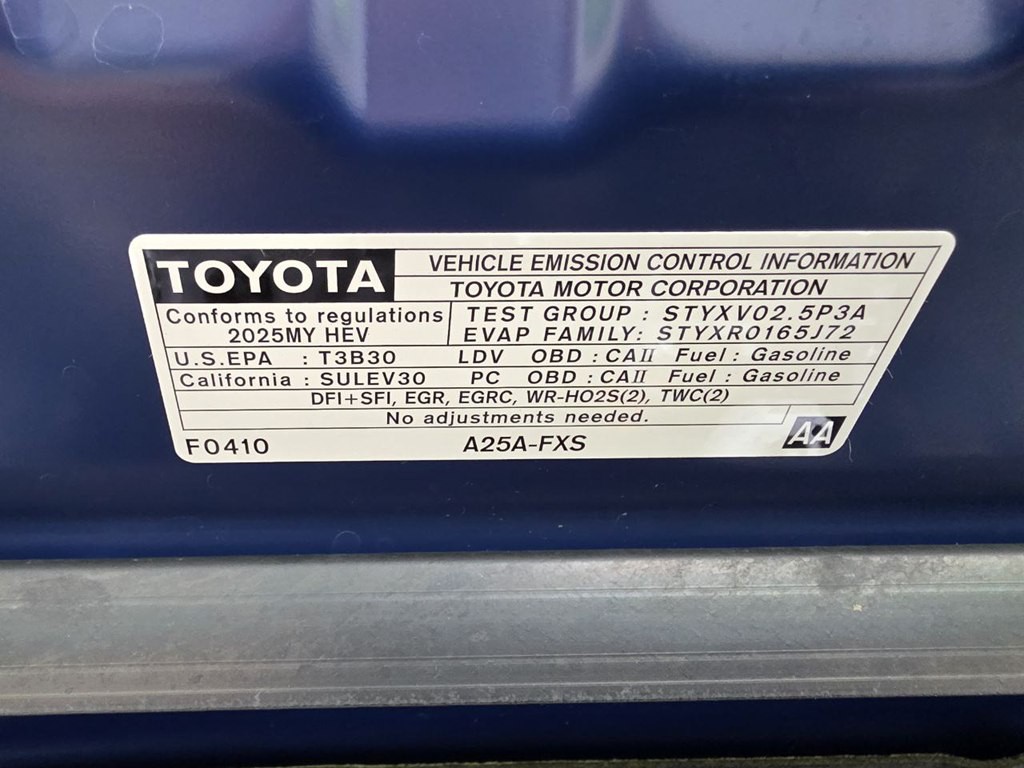 TOYOTA
VEHICLE EMISSION CONTROL INFORMATION
TOYOTA MOTOR CORPORATION
Conforms to regulations
2025MY HEV
TEST GROUP : STYXV02.5P3A
EVAP FAMILY: STYXR0165J72
U.S.EPA : T3B30 LDV OBD : CAII Fuel : Gasoline
California : SULEV30 PC OBD : CAII Fuel : Gasoline
DFI+SFI, EGR, EGRC, WR-HO2S(2), TWC(2)
No adjustments needed.
F0410 A25A-FXS AA